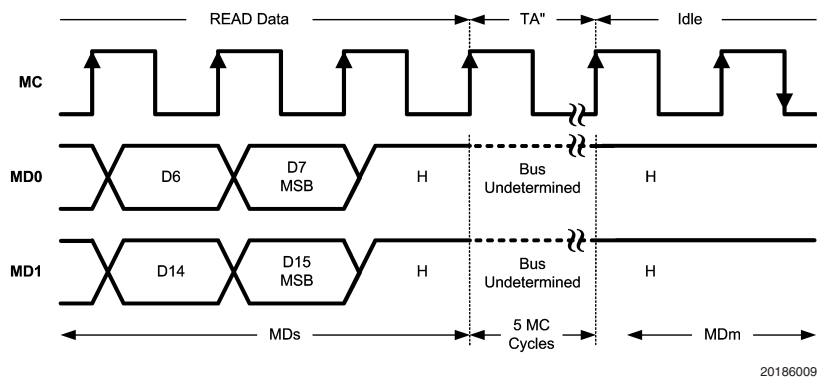 READ Data
TA"
Idle
MC
MD0
D6
D7
MSB
H
Bus
Undetermined
H
MD1
D14
D15
MSB
H
Bus
Undetermined
H
MDs
5 MC
Cycles
MDm
20186009